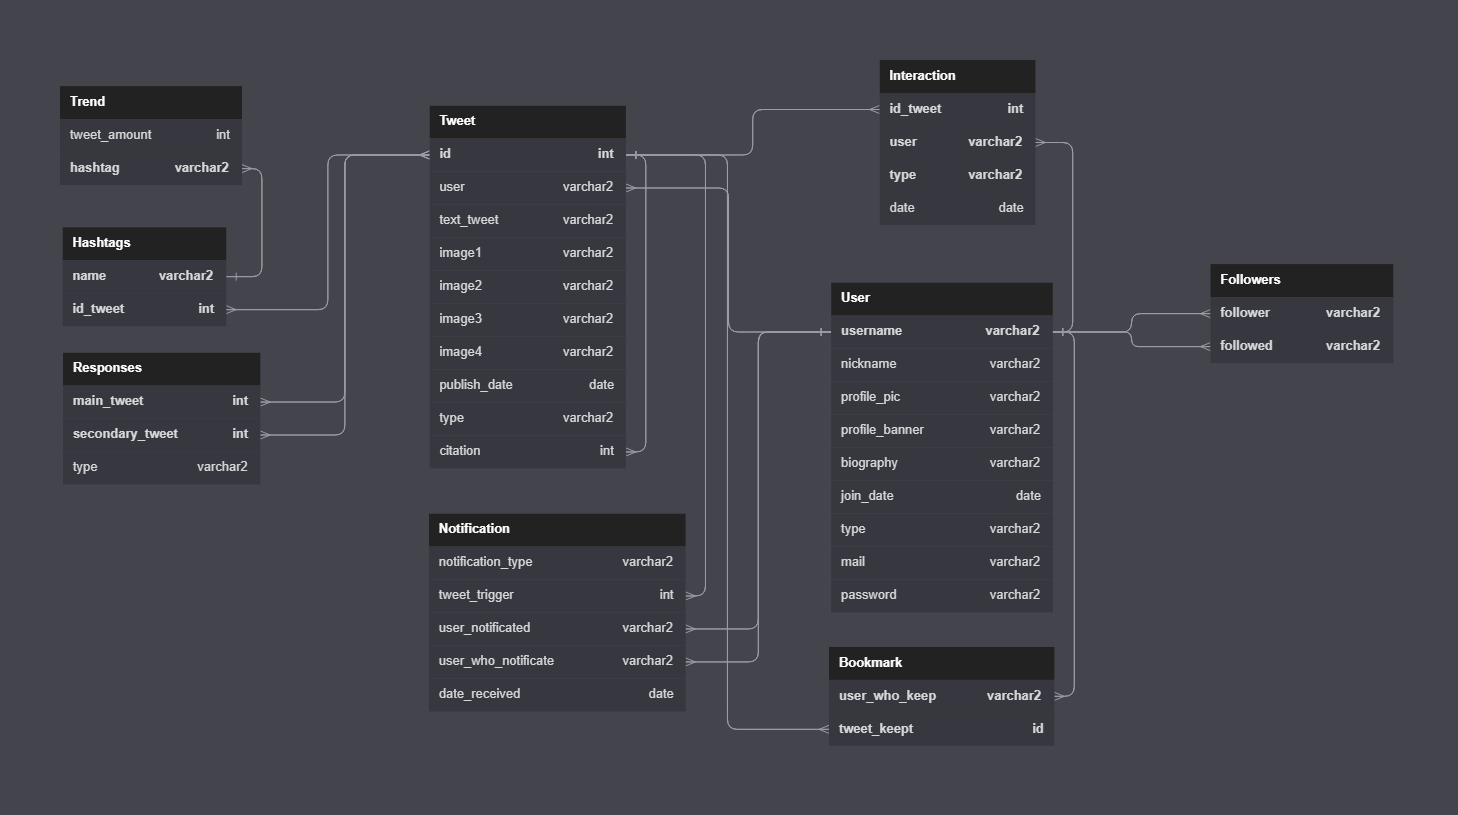 Trend
tweet_amount int
hashtag varchar2
Hashtags
name varchar2
id_tweet int
Responses
main_tweet int
secondary_tweet int
type varchar2
Tweet
id int
user varchar2
text_tweet varchar2
image1 varchar2
image2 varchar2
image3 varchar2
image4 varchar2
publish_date date
type varchar2
citation int
Notification
notification_type varchar2
tweet_trigger int
user_notificated varchar2
user_who_notificate varchar2
date_received date
Interaction
id_tweet int
user varchar2
type varchar2
date date
User
username varchar2
nickname varchar2
profile_pic varchar2
profile_banner varchar2
biography varchar2
join_date date
type varchar2
mail varchar2
password varchar2
Bookmark
user_who_keep varchar2
tweet_keept id
Followers
follower varchar2
followed varchar2